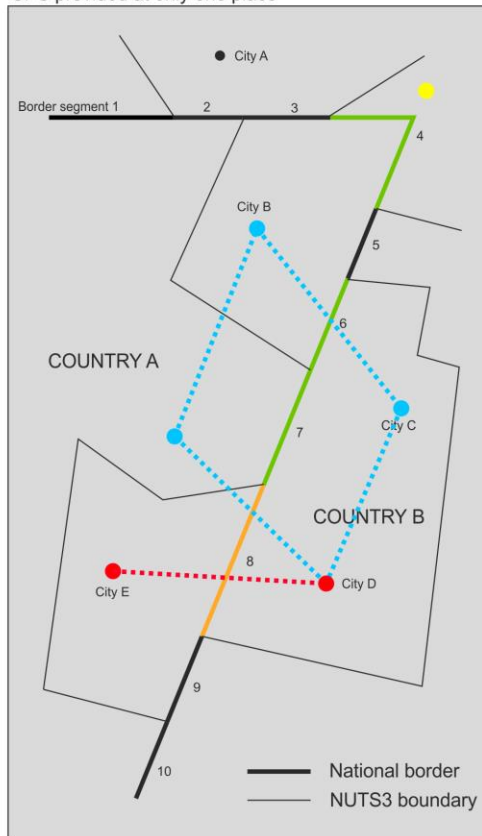 City A
Border segment 1
2
3
4
City B
5
6
COUNTRY A
City C
7
COUNTRY B
8
City E
City D
9
10
National border
NUTS3 boundary